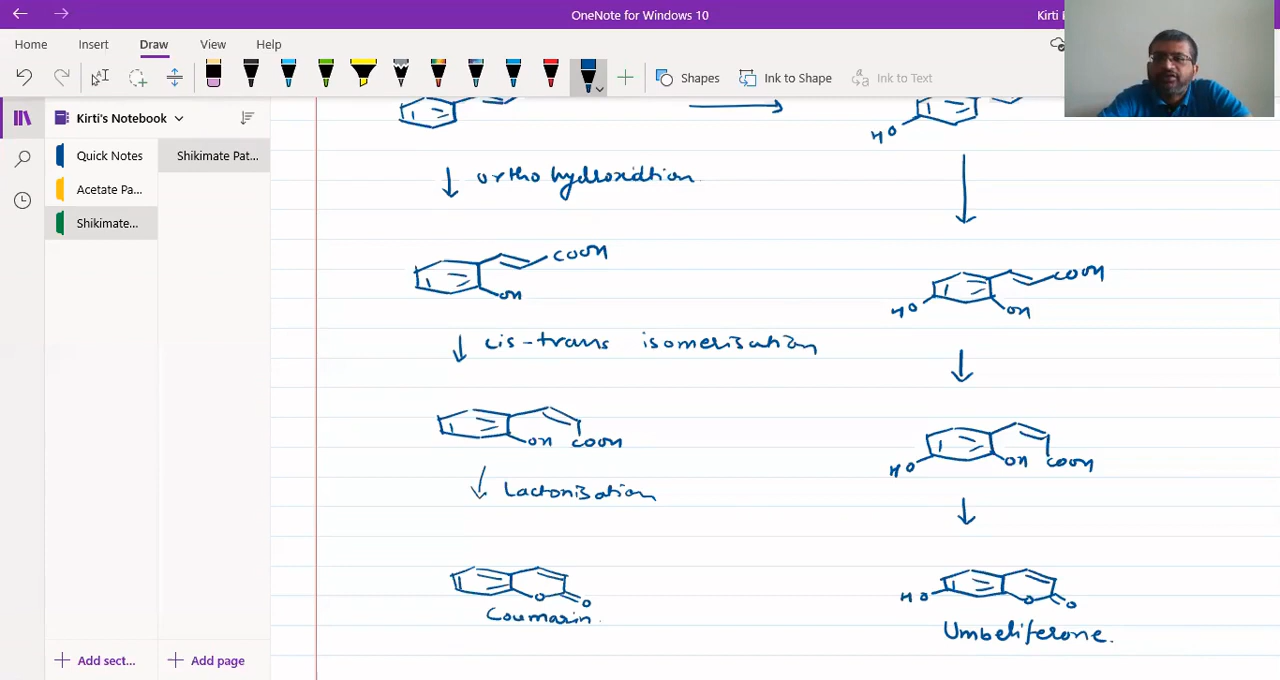 OneNote for Windows 10
Kirti
Home Insert Draw View Help
Shapes Ink to Shape Ink to Text
Kirti's Notebook
Quick Notes
Acetate Pa...
Shikimate...
Shikimate Pat...
HO
ortho hydroxidtion
COOH
OH
COOH
HO OH
cis-trans isomerisation
OH COOH
HO OH COOH
Lactonisation
O O
Coumarin
HO O O
Umbeliferone.
Add sect...
Add page